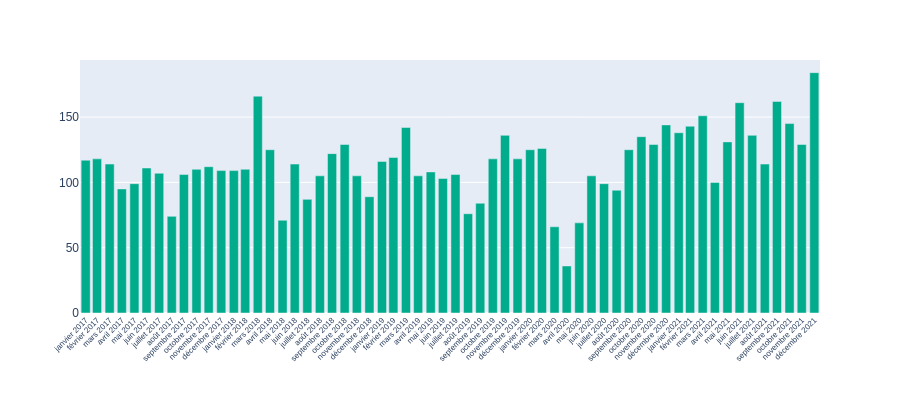 150
100
50
0
janvier 2017
février 2017
mars 2017
avril 2017
mai 2017
juin 2017
juillet 2017
août 2017
septembre 2017
octobre 2017
novembre 2017
décembre 2017
janvier 2018
février 2018
mars 2018
avril 2018
mai 2018
juin 2018
juillet 2018
août 2018
septembre 2018
octobre 2018
novembre 2018
décembre 2018
janvier 2019
février 2019
mars 2019
avril 2019
mai 2019
juin 2019
juillet 2019
août 2019
septembre 2019
octobre 2019
novembre 2019
décembre 2019
janvier 2020
février 2020
mars 2020
avril 2020
mai 2020
juin 2020
juillet 2020
août 2020
septembre 2020
octobre 2020
novembre 2020
décembre 2020
janvier 2021
février 2021
mars 2021
avril 2021
mai 2021
juin 2021
juillet 2021
août 2021
septembre 2021
octobre 2021
novembre 2021
décembre 2021